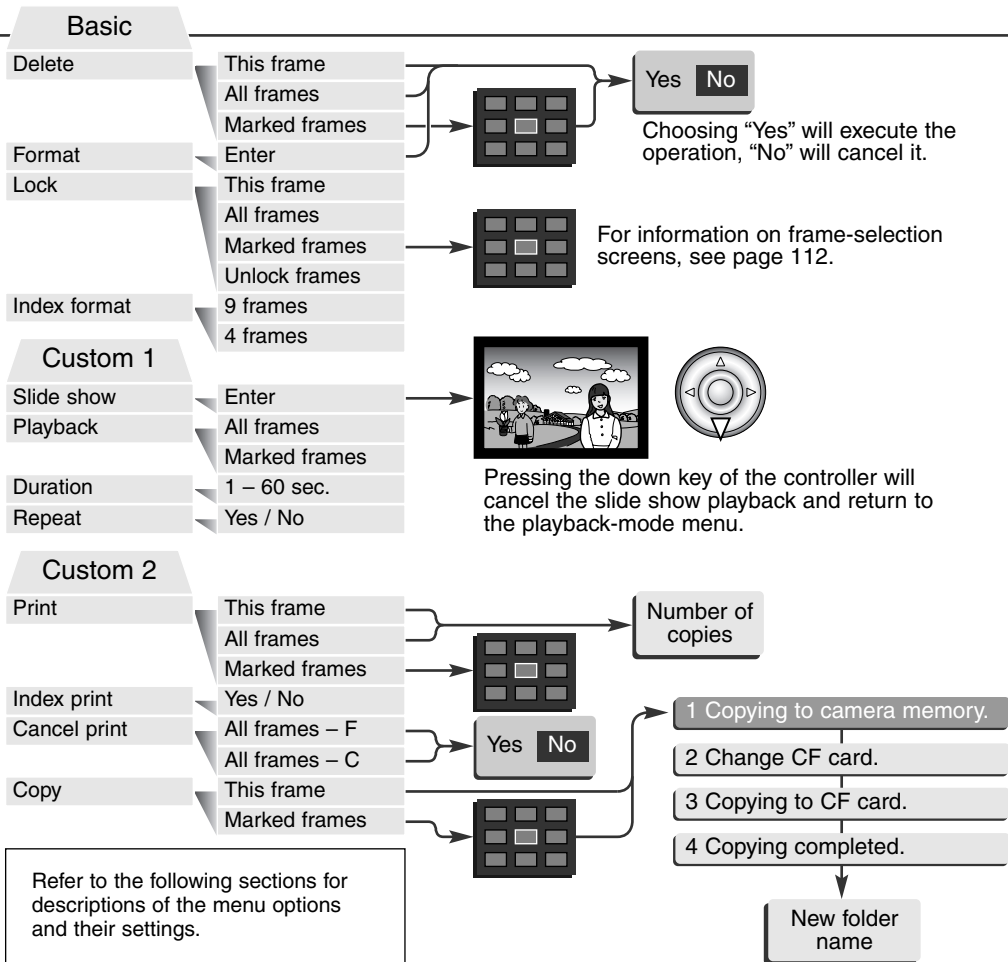 Basic
Delete
This frame
All frames
Marked frames
Yes No
Choosing “Yes” will execute the
operation, “No” will cancel it.
Format
Enter
Lock
This frame
All frames
Marked frames
Unlock frames
For information on frame-selection
screens, see page 112.
Index format
9 frames
4 frames
Custom 1
Slide show
Enter
Playback
All frames
Marked frames
Duration
1 – 60 sec.
Repeat
Yes / No
Pressing the down key of the controller will
cancel the slide show playback and return to
the playback-mode menu.
Custom 2
Print
This frame
All frames
Marked frames
Number of
copies
Index print
Yes / No
Cancel print
All frames – F
All frames – C
Yes No
Copy
This frame
Marked frames
1 Copying to camera memory.
2 Change CF card.
3 Copying to CF card.
4 Copying completed.
New folder
name
Refer to the following sections for
descriptions of the menu options
and their settings.